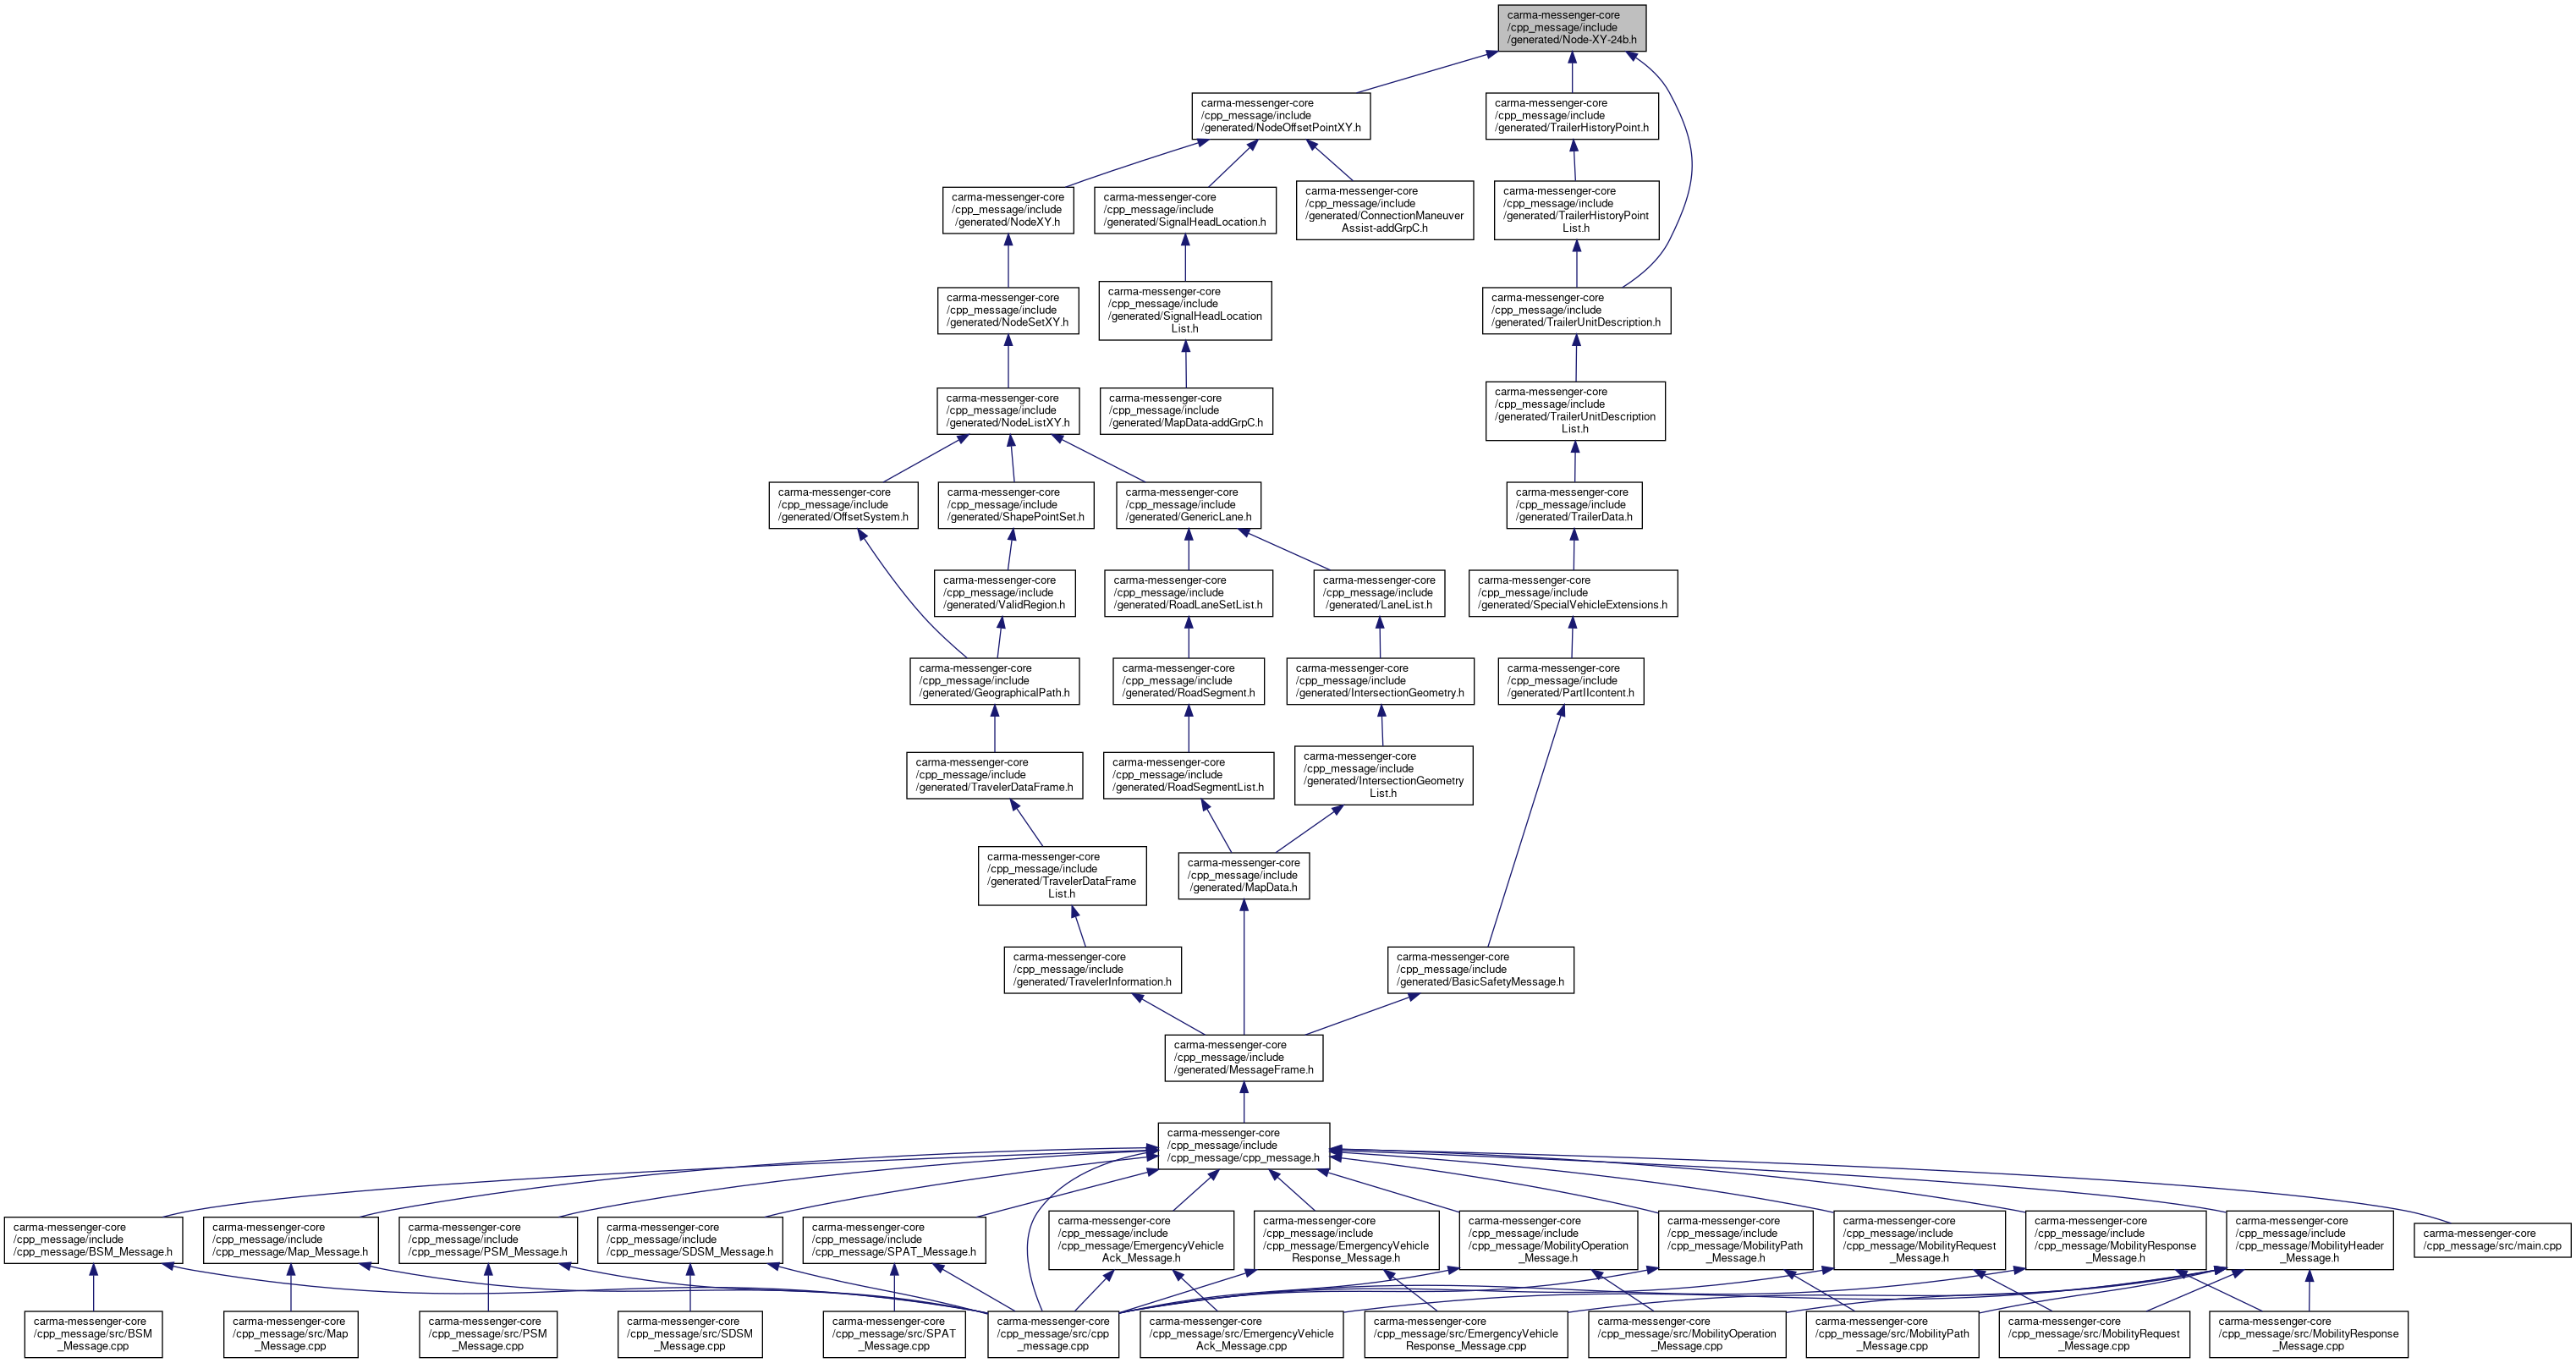 carma-messenger-core
/cpp_message/include
/generated/Node-XY-24b.h
carma-messenger-core
/cpp_message/include
/generated/NodeOffsetPointXY.h
carma-messenger-core
/cpp_message/include
/generated/TrailerHistoryPoint.h
carma-messenger-core
/cpp_message/include
/generated/NodeXY.h
carma-messenger-core
/cpp_message/include
/generated/SignalHeadLocation.h
carma-messenger-core
/cpp_message/include
/generated/ConnectionManeuver
Assist-addGrpC.h
carma-messenger-core
/cpp_message/include
/generated/TrailerHistoryPoint
List.h
carma-messenger-core
/cpp_message/include
/generated/NodeSetXY.h
carma-messenger-core
/cpp_message/include
/generated/SignalHeadLocation
List.h
carma-messenger-core
/cpp_message/include
/generated/TrailerUnitDescription.h
carma-messenger-core
/cpp_message/include
/generated/NodeListXY.h
carma-messenger-core
/cpp_message/include
/generated/MapData-addGrpC.h
carma-messenger-core
/cpp_message/include
/generated/TrailerUnitDescription
List.h
carma-messenger-core
/cpp_message/include
/generated/OffsetSystem.h
carma-messenger-core
/cpp_message/include
/generated/ShapePointSet.h
carma-messenger-core
/cpp_message/include
/generated/GenericLane.h
carma-messenger-core
/cpp_message/include
/generated/TrailerData.h
carma-messenger-core
/cpp_message/include
/generated/ValidRegion.h
carma-messenger-core
/cpp_message/include
/generated/RoadLaneSetList.h
carma-messenger-core
/cpp_message/include
/generated/LaneList.h
carma-messenger-core
/cpp_message/include
/generated/SpecialVehicleExtensions.h
carma-messenger-core
/cpp_message/include
/generated/GeographicalPath.h
carma-messenger-core
/cpp_message/include
/generated/RoadSegment.h
carma-messenger-core
/cpp_message/include
/generated/IntersectionGeometry.h
carma-messenger-core
/cpp_message/include
/generated/PartIIcontent.h
carma-messenger-core
/cpp_message/include
/generated/TravelerDataFrame.h
carma-messenger-core
/cpp_message/include
/generated/RoadSegmentList.h
carma-messenger-core
/cpp_message/include
/generated/IntersectionGeometry
List.h
carma-messenger-core
/cpp_message/include
/generated/TravelerDataFrame
List.h
carma-messenger-core
/cpp_message/include
/generated/MapData.h
carma-messenger-core
/cpp_message/include
/generated/TravelerInformation.h
carma-messenger-core
/cpp_message/include
/generated/BasicSafetyMessage.h
carma-messenger-core
/cpp_message/include
/generated/MessageFrame.h
carma-messenger-core
/cpp_message/include
/cpp_message/cpp_message.h
carma-messenger-core
/cpp_message/include
/cpp_message/BSM_Message.h
carma-messenger-core
/cpp_message/include
/cpp_message/Map_Message.h
carma-messenger-core
/cpp_message/include
/cpp_message/PSM_Message.h
carma-messenger-core
/cpp_message/include
/cpp_message/SDSM_Message.h
carma-messenger-core
/cpp_message/include
/cpp_message/SPAT_Message.h
carma-messenger-core
/cpp_message/include
/cpp_message/EmergencyVehicle
Ack_Message.h
carma-messenger-core
/cpp_message/include
/cpp_message/EmergencyVehicle
Response_Message.h
carma-messenger-core
/cpp_message/include
/cpp_message/MobilityOperation
_Message.h
carma-messenger-core
/cpp_message/include
/cpp_message/MobilityPath
_Message.h
carma-messenger-core
/cpp_message/include
/cpp_message/MobilityRequest
_Message.h
carma-messenger-core
/cpp_message/include
/cpp_message/MobilityResponse
_Message.h
carma-messenger-core
/cpp_message/include
/cpp_message/MobilityHeader
_Message.h
carma-messenger-core
/cpp_message/src/main.cpp
carma-messenger-core
/cpp_message/src/BSM
_Message.cpp
carma-messenger-core
/cpp_message/src/Map
_Message.cpp
carma-messenger-core
/cpp_message/src/PSM
_Message.cpp
carma-messenger-core
/cpp_message/src/SDSM
_Message.cpp
carma-messenger-core
/cpp_message/src/SPAT
_Message.cpp
carma-messenger-core
/cpp_message/src/cpp
_message.cpp
carma-messenger-core
/cpp_message/src/EmergencyVehicle
Ack_Message.cpp
carma-messenger-core
/cpp_message/src/EmergencyVehicle
Response_Message.cpp
carma-messenger-core
/cpp_message/src/MobilityOperation
_Message.cpp
carma-messenger-core
/cpp_message/src/MobilityPath
_Message.cpp
carma-messenger-core
/cpp_message/src/MobilityRequest
_Message.cpp
carma-messenger-core
/cpp_message/src/MobilityResponse
_Message.cpp